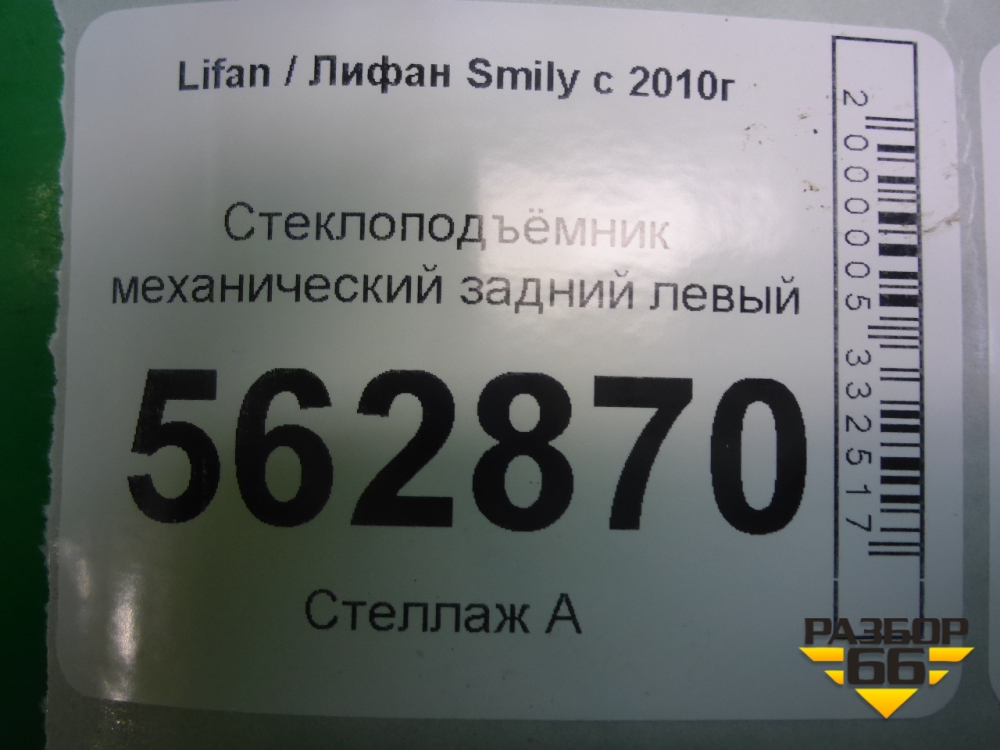 Lifan / Лифан Smily с 2010г
Стеклоподъёмник
механический задний левый
562870
Стеллаж А
2000005332517
РАЗБОР
66